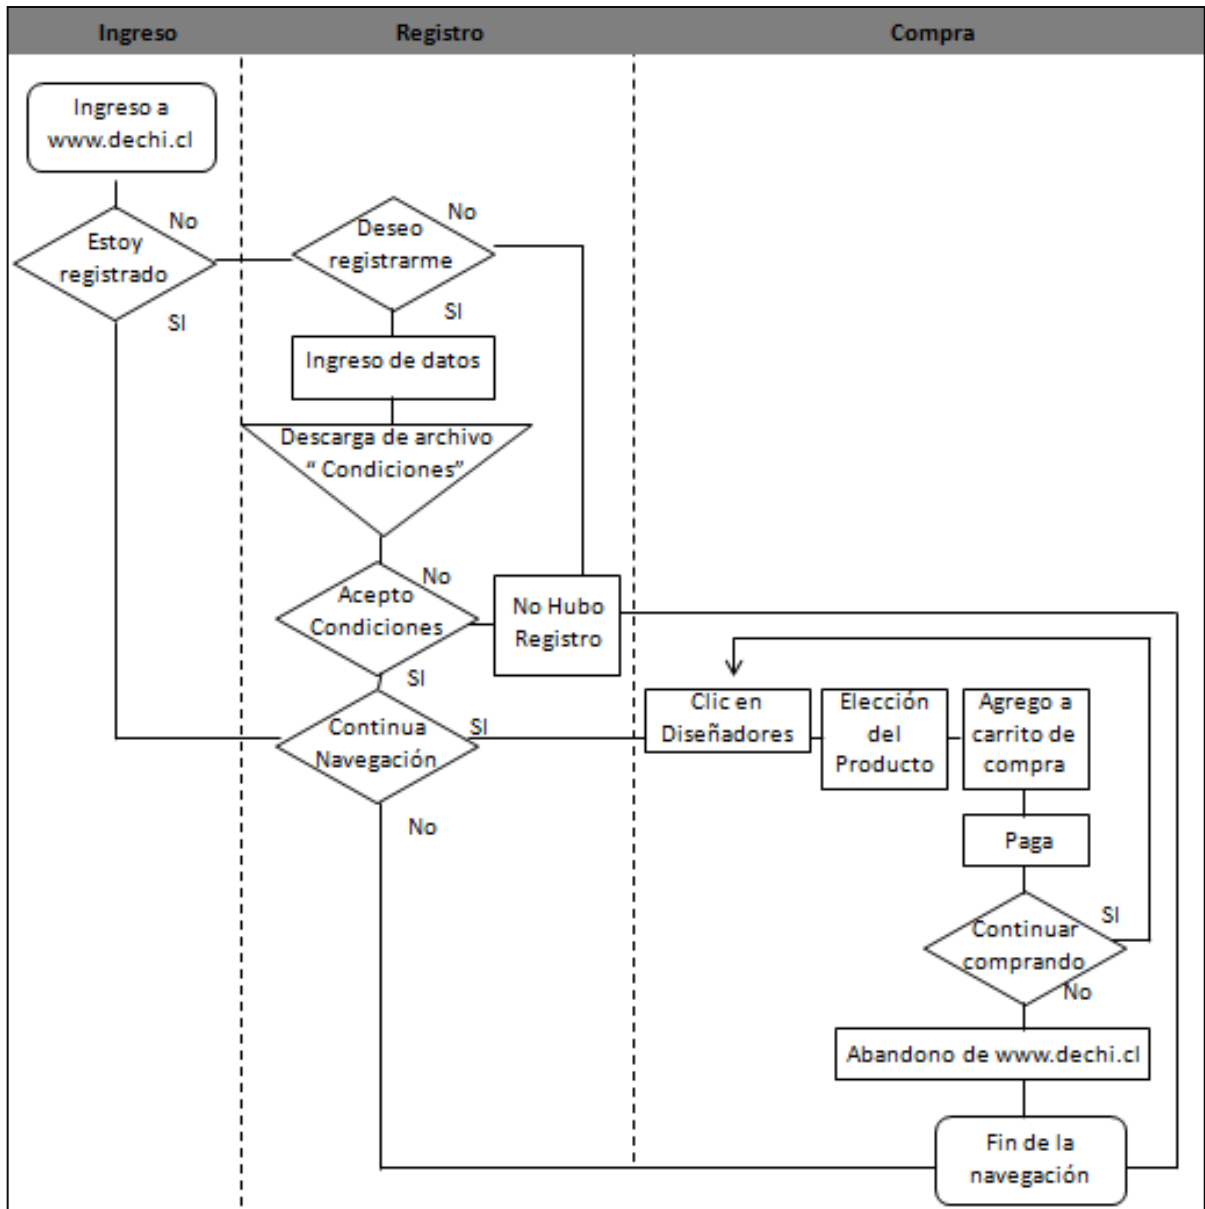 Ingreso
Registro
Compra
Ingreso a
www.dechi.cl
No
Estoy
registrado
SI
No
Deseo
registrarme
SI
Ingreso de datos
Descarga de archivo
“ Condiciones”
No
Acepto
Condiciones
SI
No Hubo
Registro
Continua
Navegación
SI
No
Clic en
Diseñadores
Elección
del
Producto
Agrego a
carrito de
compra
Paga
SI
Continuar
comprando
No
Abandono de www.dechi.cl
Fin de la
navegación